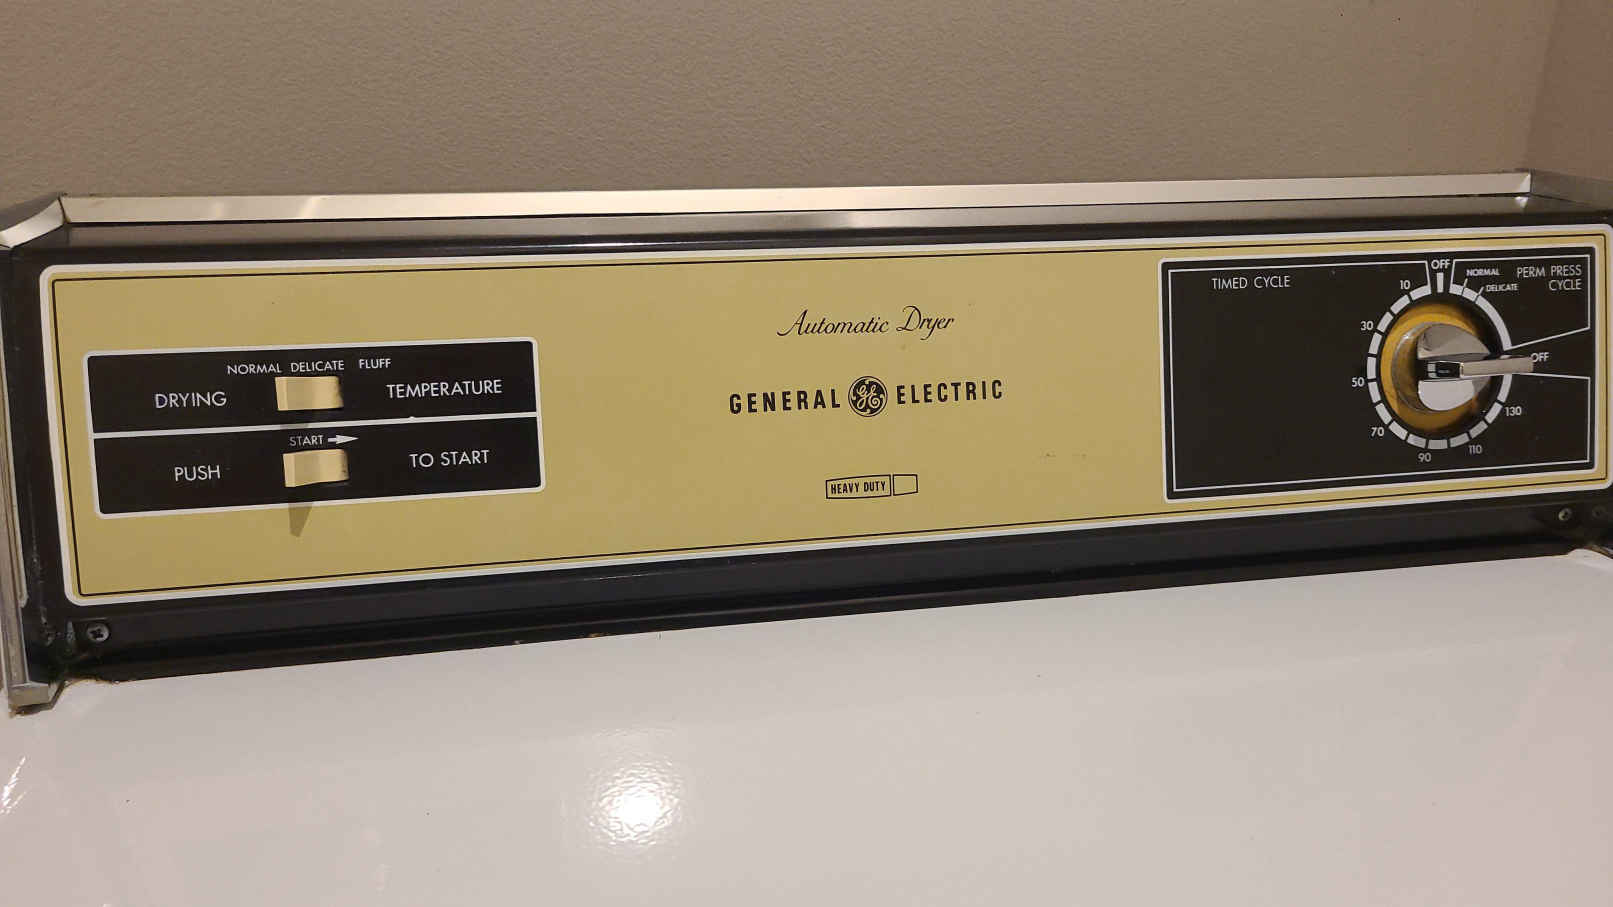 NORMAL DELICATE FLUFF
DRYING TEMPERATURE
START
PUSH TO START
Automatic Dryer
GENERAL GE ELECTRIC
HEAVY DUTY
TIMED CYCLE
OFF
NORMAL
DELICATE
PERM PRESS
CYCLE
OFF
10
30
50
70
90
110
130